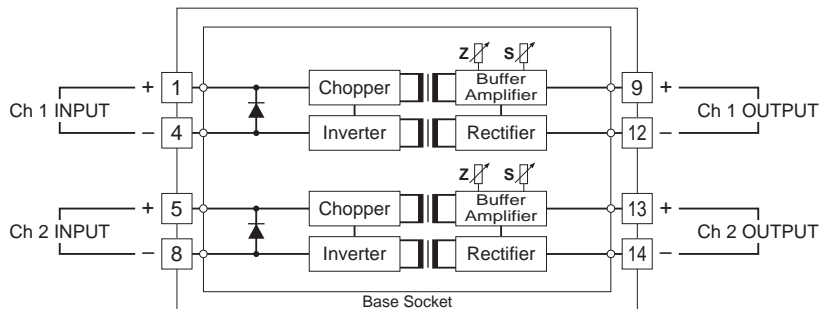 Z S
+ 1 Chopper Buffer Amplifier 9 +
Ch 1 INPUT Ch 1 OUTPUT
– 4 Inverter Rectifier 12 –
Z S
+ 5 Chopper Buffer Amplifier 13 +
Ch 2 INPUT Ch 2 OUTPUT
– 8 Inverter Rectifier 14 –
Base Socket